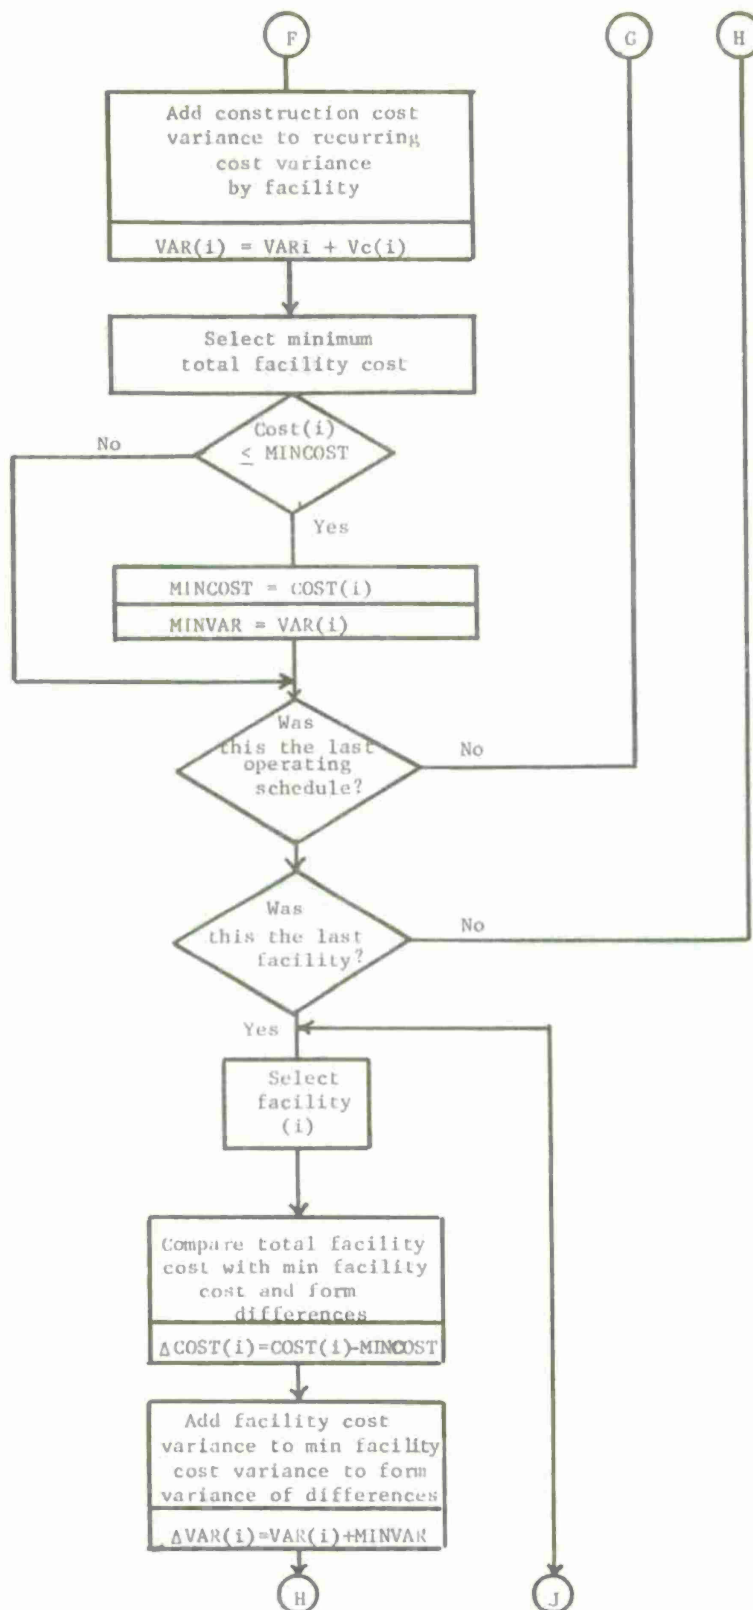 F
G
H
Add construction cost
variance to recurring
cost variance
by facility
VAR(i) = VARi + Vc(i)
Select minimum
total facility cost
Cost(i)
≤ MINCOST
No
Yes
MINCOST = COST(i)
MINVAR = VAR(i)
Was
this the last
operating
schedule?
No
Was
this the last
facility?
No
Yes
Select
facility
(i)
Compare total facility
cost with min facility
cost and form
differences
ΔCOST(i)=COST(i)-MINCOST
Add facility cost
variance to min facility
cost variance to form
variance of differences
ΔVAR(i)=VAR(i)+MINVAR
H
J